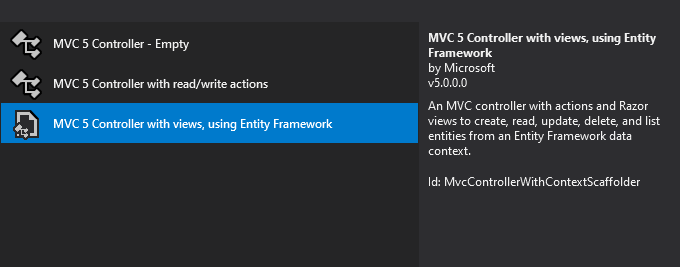 MVC 5 Controller - Empty
MVC 5 Controller with read/write actions
MVC 5 Controller with views, using Entity Framework
MVC 5 Controller with views, using Entity
Framework
by Microsoft
v5.0.0.0
An MVC controller with actions and Razor
views to create, read, update, delete, and list
entities from an Entity Framework data
context.
Id: MvcControllerWithContextScaffolder